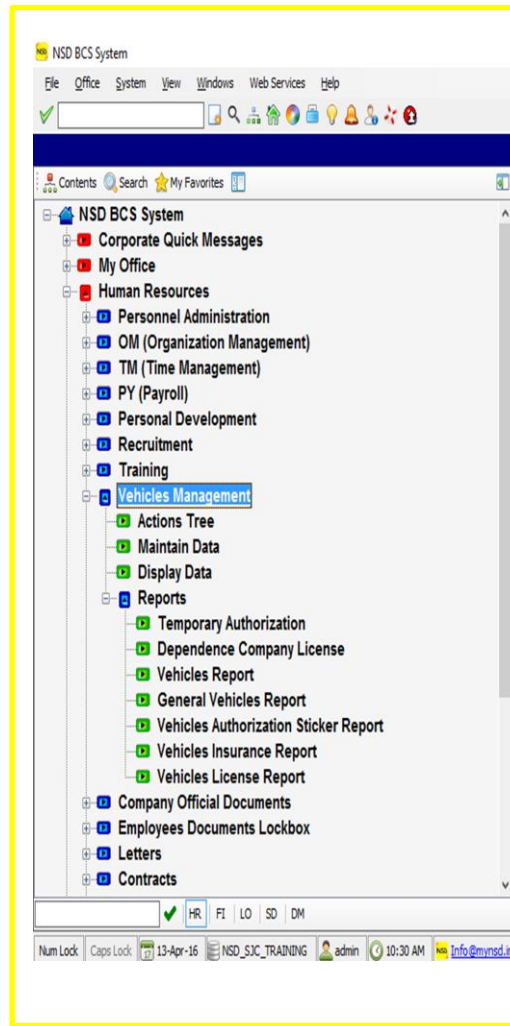 NSD BCS System
File Office System View Windows Web Services Help
Contents Search My Favorites
NSD BCS System
Corporate Quick Messages
My Office
Human Resources
Personnel Administration
OM (Organization Management)
TM (Time Management)
PY (Payroll)
Personal Development
Recruitment
Training
Vehicles Management
Actions Tree
Maintain Data
Display Data
Reports
Temporary Authorization
Dependence Company License
Vehicles Report
General Vehicles Report
Vehicles Authorization Sticker Report
Vehicles Insurance Report
Vehicles License Report
Company Official Documents
Employees Documents Lockbox
Letters
Contracts
HR FI LO SD DM
Num Lock Caps Lock 13-Apr-16 NSD_SJC_TRAINING admin 10:30 AM Info@mynsd.i